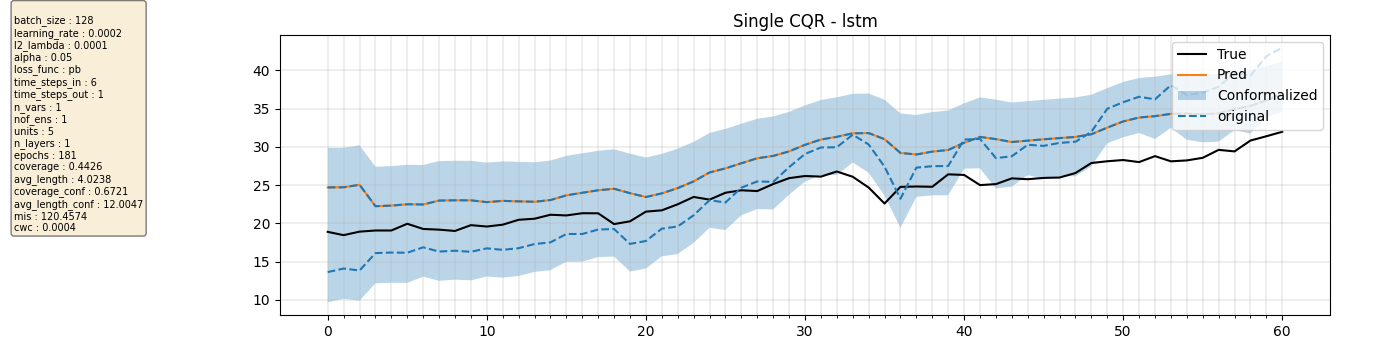 batch_size : 128
learning_rate : 0.0002
l2_lambda : 0.0001
alpha : 0.05
loss_func : pb
time_steps_in : 6
time_steps_out : 1
n_vars : 1
nof_ens : 1
units : 5
n_layers : 1
epochs : 181
coverage : 0.4426
avg_length : 4.0238
coverage_conf : 0.6721
avg_length_conf : 12.0047
mis : 120.4574
cwc : 0.0004
Single CQR - lstm
True
Pred
Conformalized
original
40
35
30
25
20
15
10
0 10 20 30 40 50 60